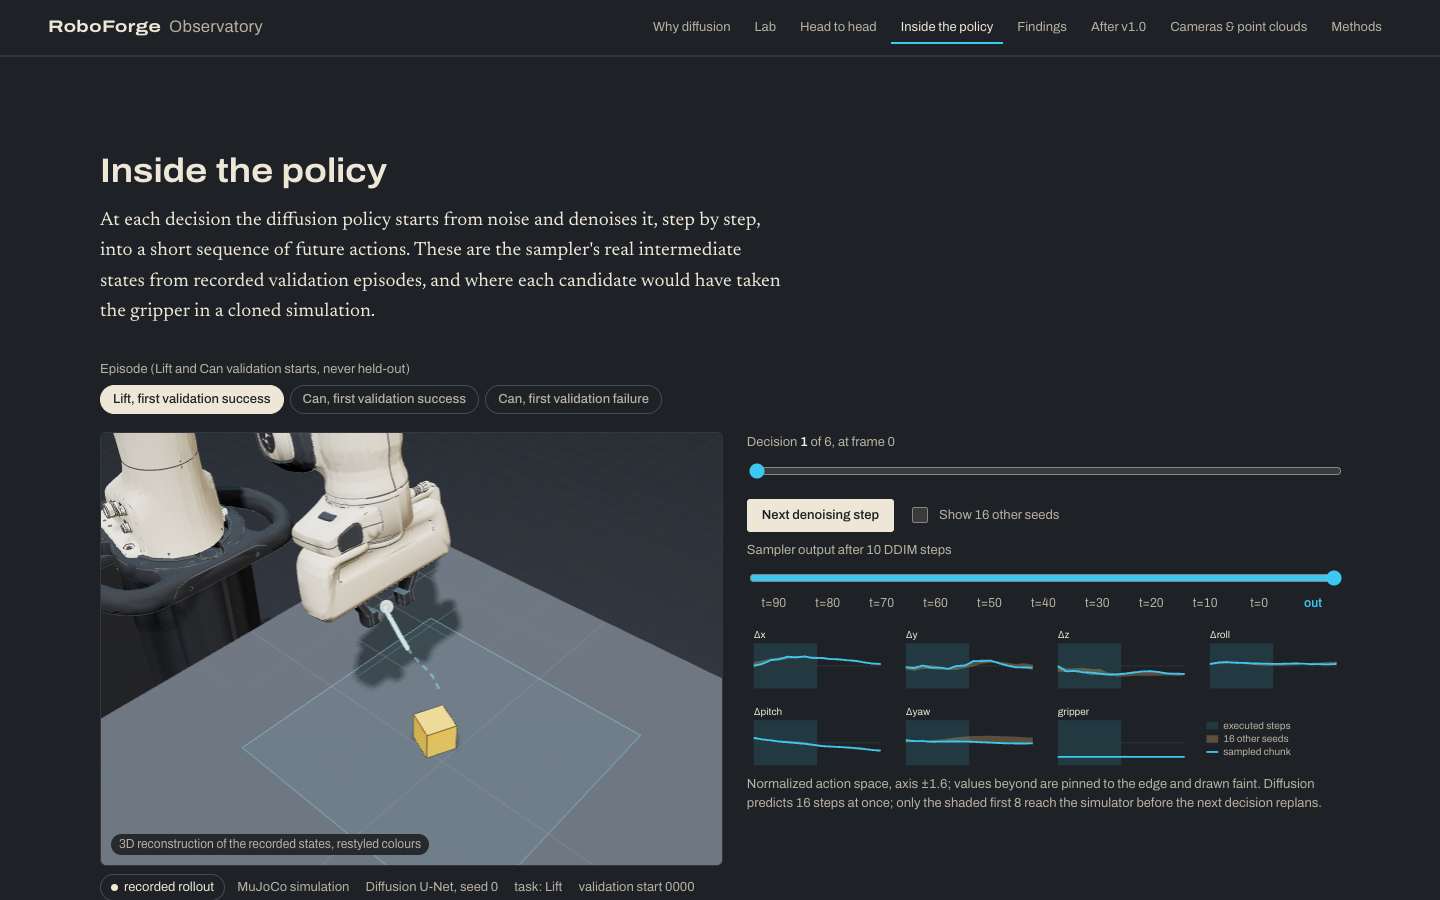 RoboForge Observatory
Why diffusion
Lab
Head to head
Inside the policy
Findings
After v1.0
Cameras & point clouds
Methods
Inside the policy
At each decision the diffusion policy starts from noise and denoises it, step by step,
into a short sequence of future actions. These are the sampler's real intermediate
states from recorded validation episodes, and where each candidate would have taken
the gripper in a cloned simulation.
Episode (Lift and Can validation starts, never held-out)
Lift, first validation success
Can, first validation success
Can, first validation failure
3D reconstruction of the recorded states, restyled colours
recorded rollout
MuJoCo simulation
Diffusion U-Net, seed 0
task: Lift
validation start 0000
Decision 1 of 6, at frame 0
Next denoising step
Show 16 other seeds
Sampler output after 10 DDIM steps
t=90 t=80 t=70 t=60 t=50 t=40 t=30 t=20 t=10 t=0 out
Δx Δy Δz Δroll
Δpitch Δyaw gripper
executed steps
16 other seeds
sampled chunk
Normalized action space, axis ±1.6; values beyond are pinned to the edge and drawn faint. Diffusion
predicts 16 steps at once; only the shaded first 8 reach the simulator before the next decision replans.